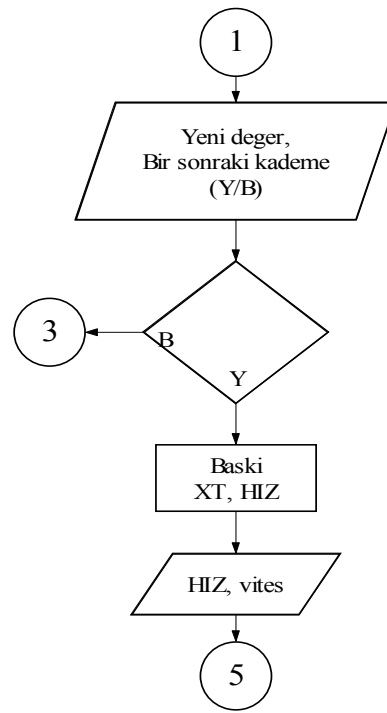 1
Yeni deger,
Bir sonraki kademe
(Y/B)
3
B
Y
Baski
XT, HIZ
HIZ, vites
5